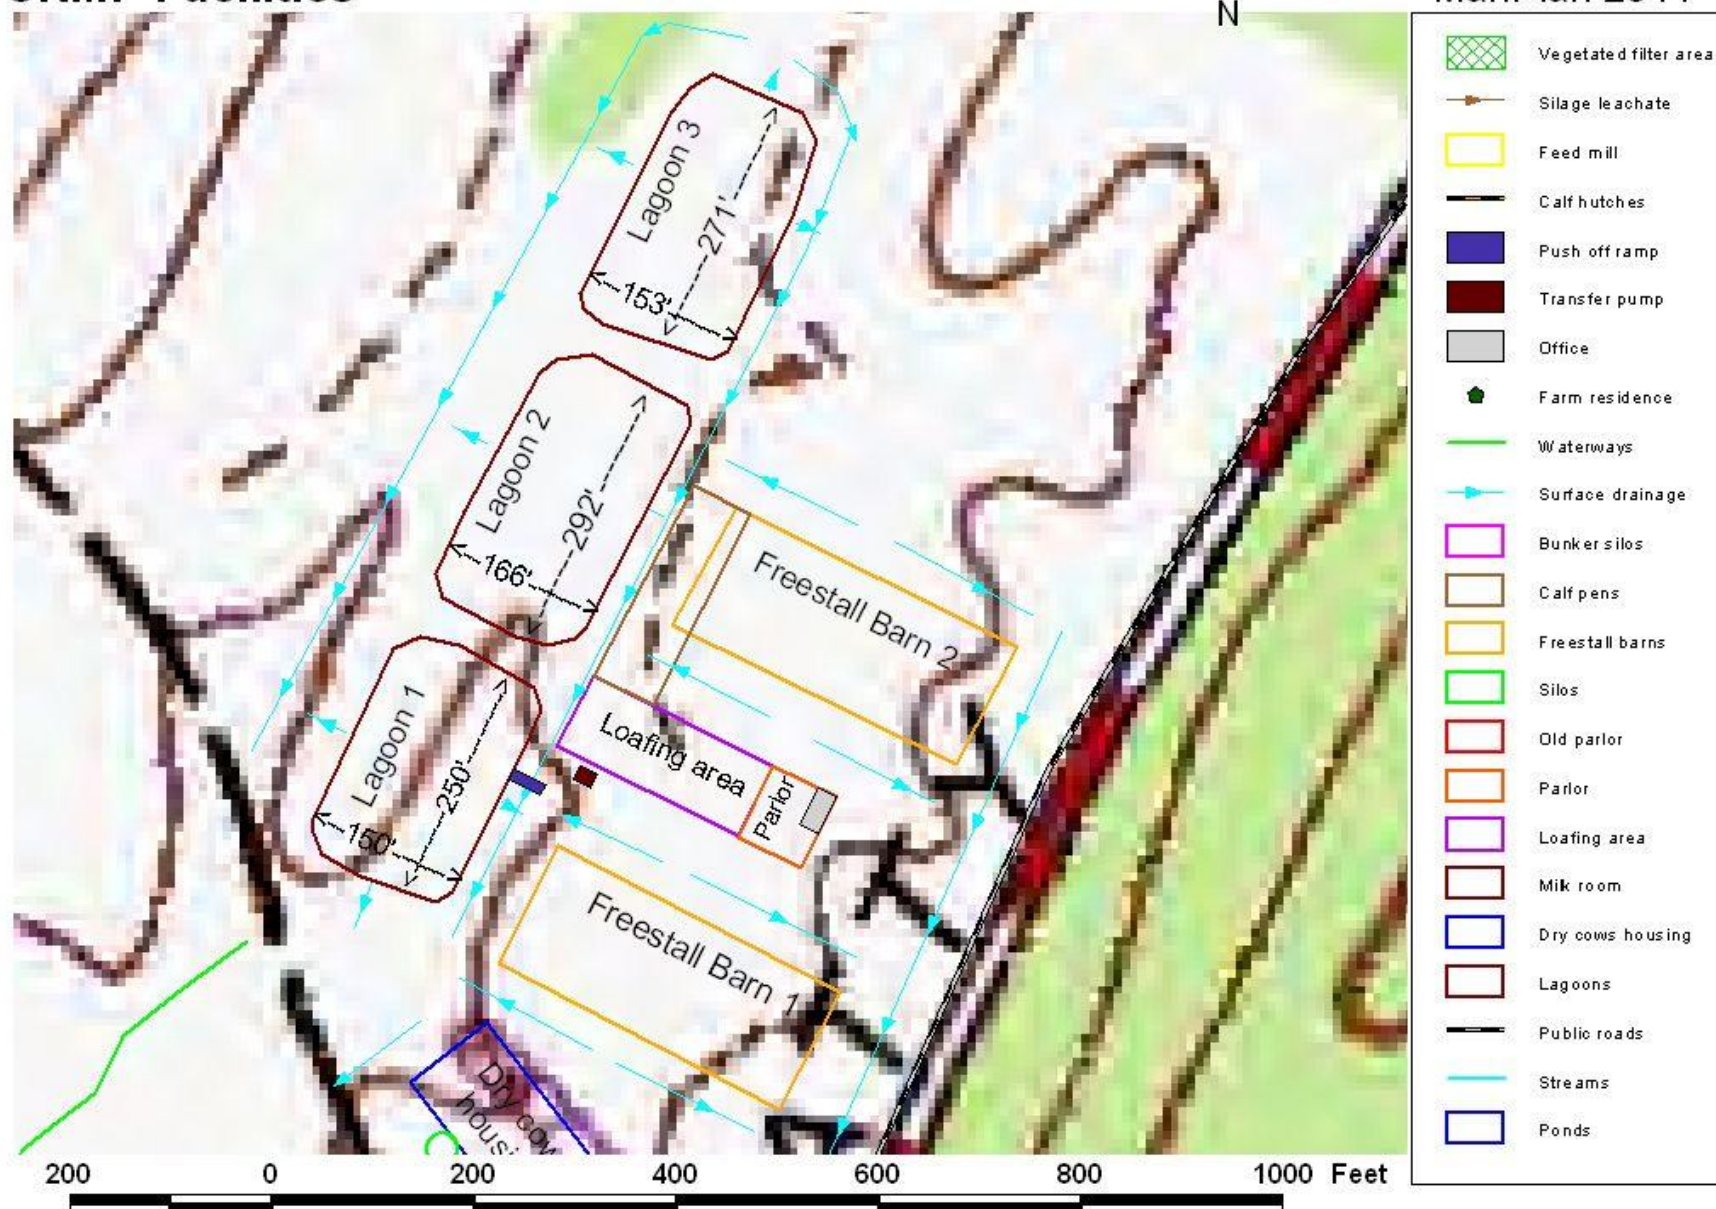 N
Vegetated filter area
Silage leachate
Feed mill
Calf hutches
Push off ramp
Transfer pump
Office
Farm residence
Waterways
Surface drainage
Bunker silos
Calf pens
Freestall barns
Silos
Old parlor
Parlor
Loafing area
Milk room
Dry cows housing
Lagoons
Public roads
Streams
Ponds
Lagoon 3
271'
153'
Lagoon 2
292'
166'
Lagoon 1
250'
150'
Freestall Barn 2
Loafing area
Parlor
Freestall Barn 1
Dry cow
200 0 200 400 600 800 1000 Feet